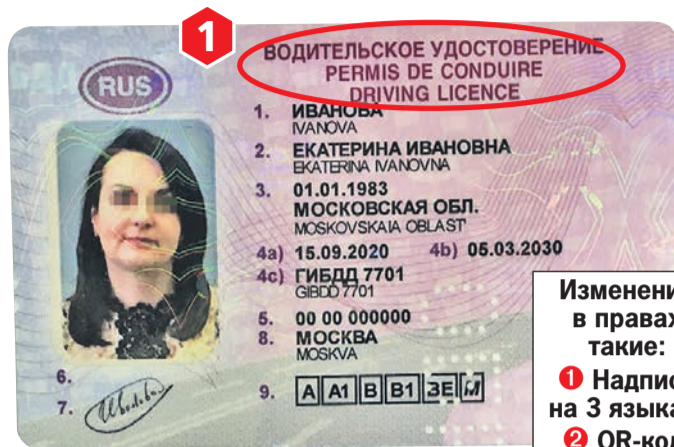 1
ВОДИТЕЛЬСКОЕ УДОСТОВЕРЕНИЕ
PERMIS DE CONDUIRE
DRIVING LICENCE
RUS
1. ИВАНОВА
IVANOVA
2. ЕКАТЕРИНА ИВАНОВНА
EKATERINA IVANOVNA
3. 01.01.1983
МОСКОВСКАЯ ОБЛ.
MOSKOVSKAIA OBLAST'
4a) 15.09.2020 4b) 05.03.2030
4c) ГИБДД 7701
GIBDD 7701
5. 00 00 000000
8. МОСКВА
MOSKVA
6.
7.
9. A A1 B B1 BE M
Изменени
в правах
такие:
1 Надпис
на 3 язык
2 QR-код